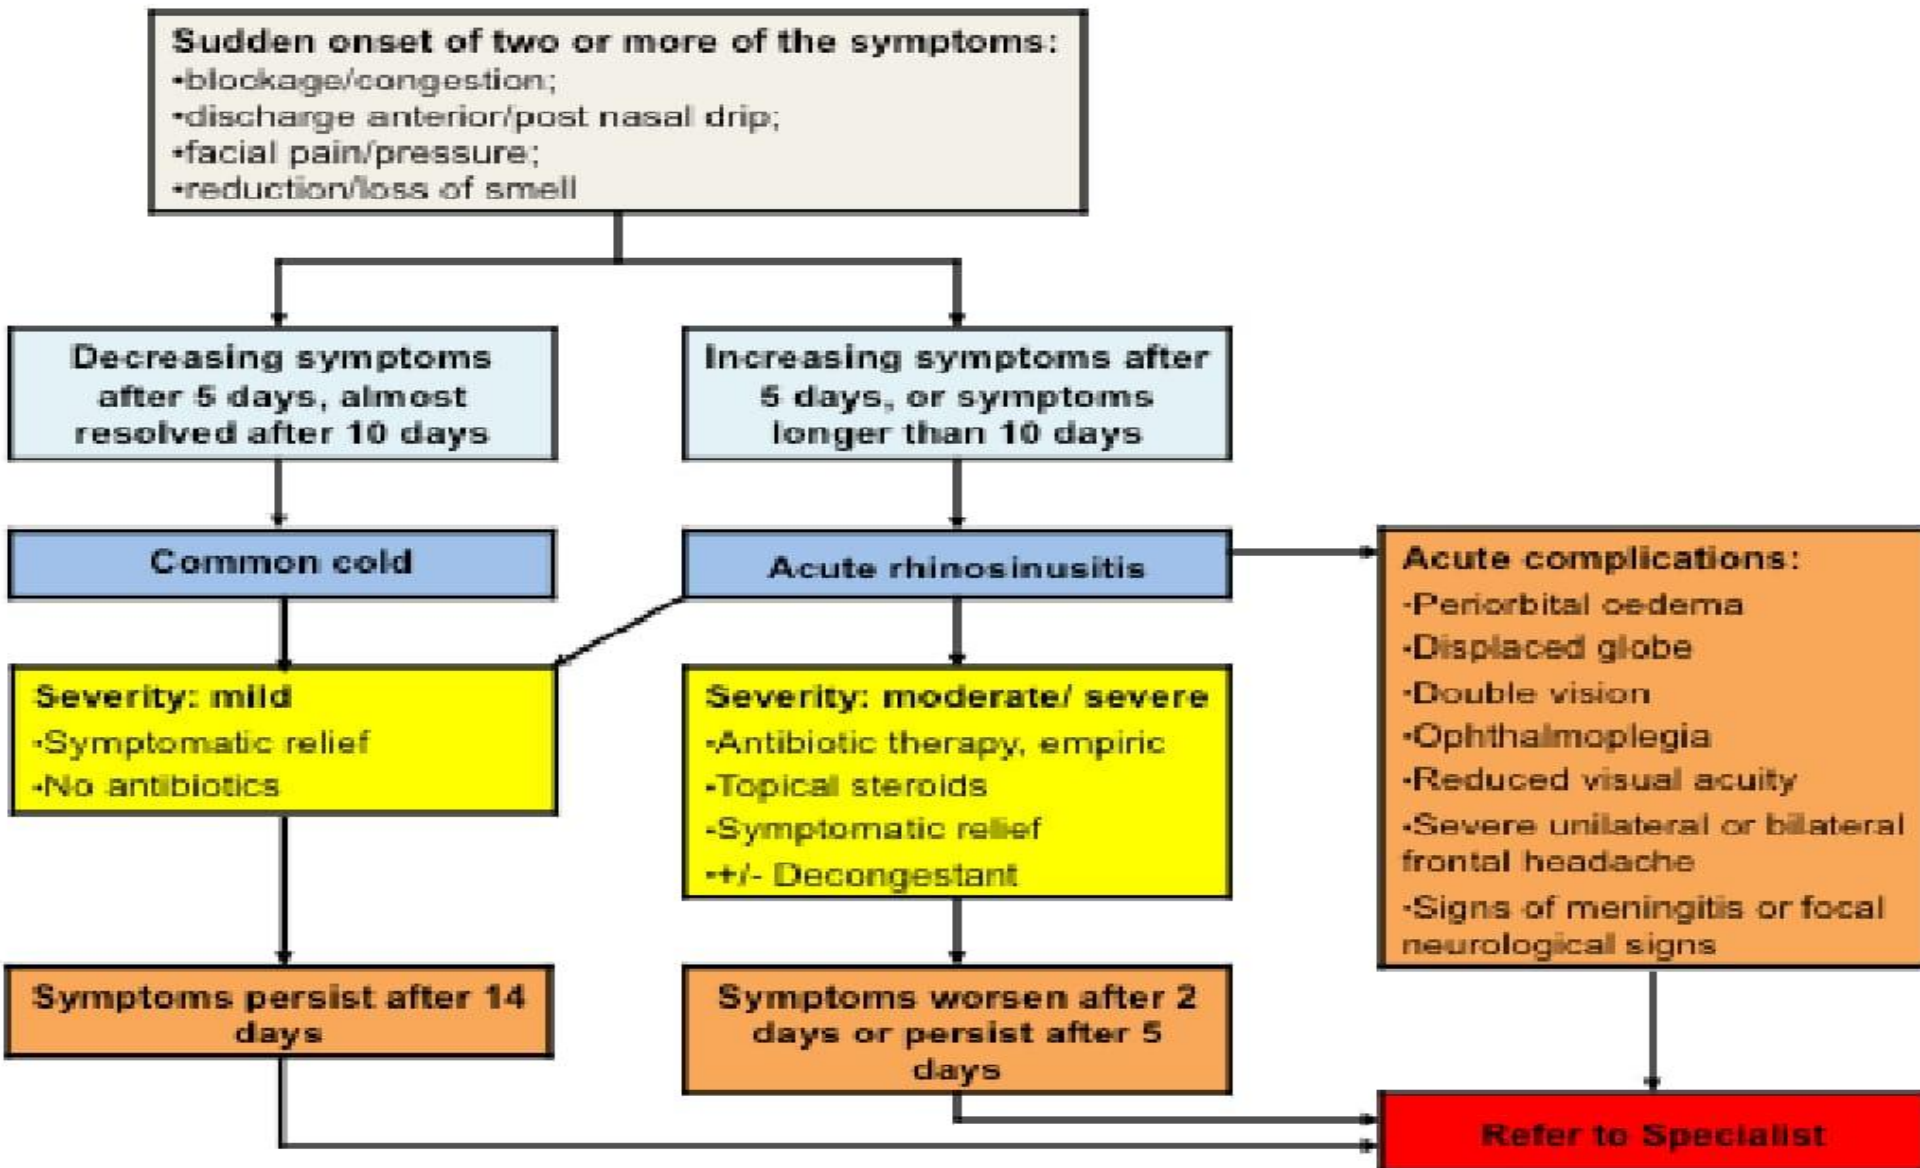 Sudden onset of two or more of the symptoms:
•blockage/congestion;
•discharge anterior/post nasal drip;
•facial pain/pressure;
•reduction/loss of smell
Decreasing symptoms
after 5 days, almost
resolved after 10 days
Increasing symptoms after
5 days, or symptoms
longer than 10 days
Common cold
Acute rhinosinusitis
Acute complications:
•Periorbital oedema
•Displaced globe
•Double vision
•Ophthalmoplegia
•Reduced visual acuity
•Severe unilateral or bilateral
frontal headache
•Signs of meningitis or focal
neurological signs
Severity: mild
•Symptomatic relief
•No antibiotics
Severity: moderate/ severe
•Antibiotic therapy, empiric
•Topical steroids
•Symptomatic relief
•+/- Decongestant
Symptoms persist after 14
days
Symptoms worsen after 2
days or persist after 5
days
Refer to Specialist